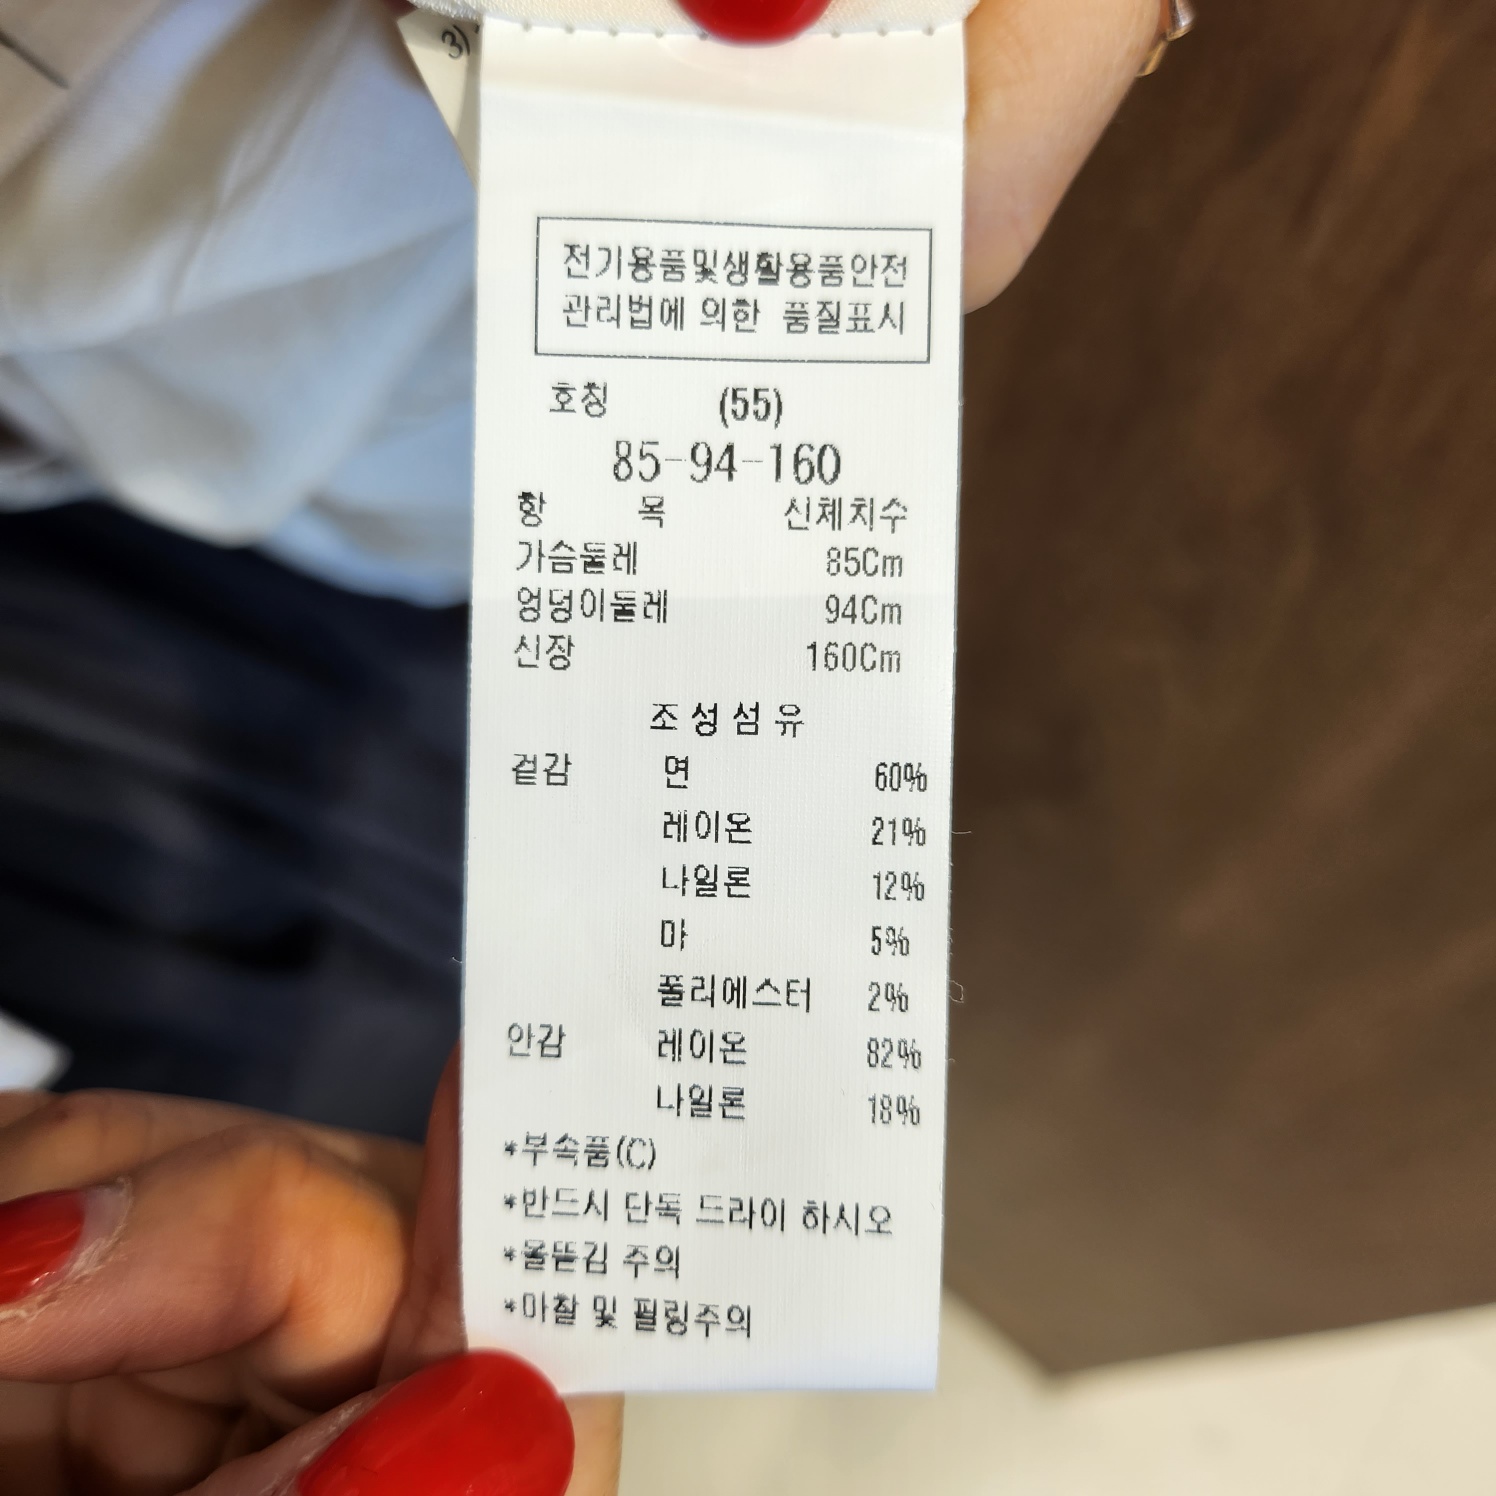 3)
전기용품및생활용품안전
관리법에 의한 품질표시
호칭 (55)
85-94-160
항 목 신체치수
가슴둘레 85Cm
엉덩이둘레 94Cm
신장 160Cm
조성섬유
겉감 면 60%
레이온 21%
나일론 12%
마 5%
폴리에스터 2%
안감 레이온 82%
나일론 18%
*부속품(C)
*반드시 단독 드라이 하시오
*올뜯김 주의
*마찰 및 필링주의